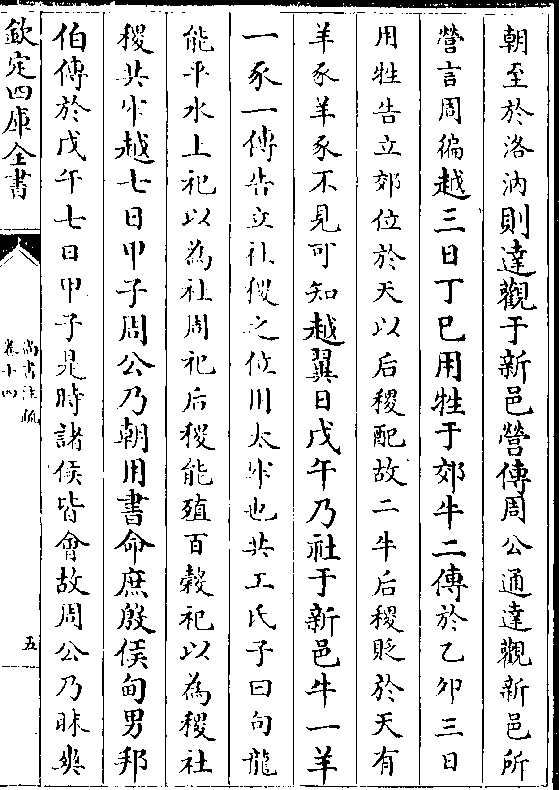 朝至於洛汭則達觀于新邑營傳周公通達觀新邑所
營言周徧越三日丁巳用牲于郊牛二傳於乙卯三日
用牲告立郊位於天以后稷配故二牛后稷貶於天有
羊豕羊豕不見可知越翼日戊午乃社于新邑牛一羊
一豕一傳告立社稷之位用太牢也共工氏子曰句龍
能平水土祀以為社周祀后稷能殖百穀祀以為稷社
稷共牢越七日甲子周公乃朝用書命庶殷侯甸男邦
伯傳於戊午七日甲子是時諸侯皆會故周公乃昧爽
欽定四庫全書
尚書注疏
卷十四
五